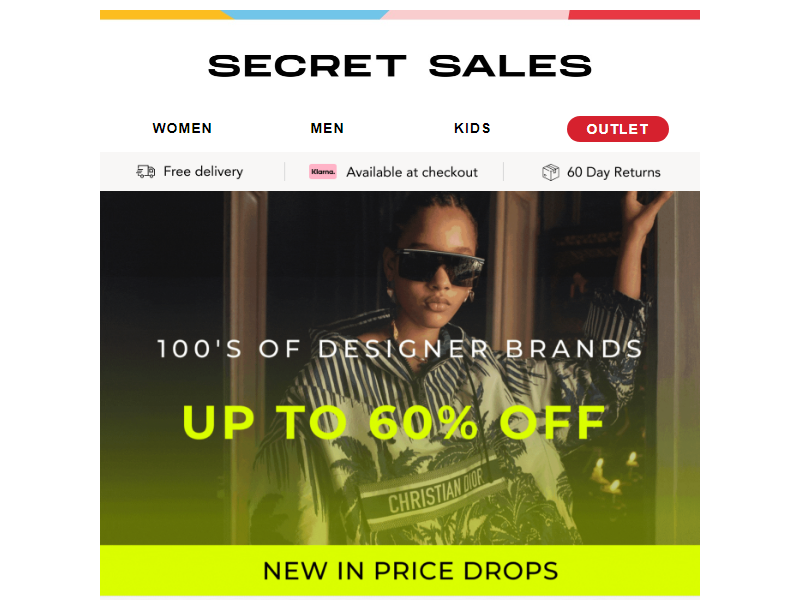 SECRET SALES
WOMEN MEN KIDS OUTLET
Free delivery Klarna. Available at checkout 60 Day Returns
100'S OF DESIGNER BRANDS
UP TO 60% OFF
CHRISTIAN DIOR
NEW IN PRICE DROPS